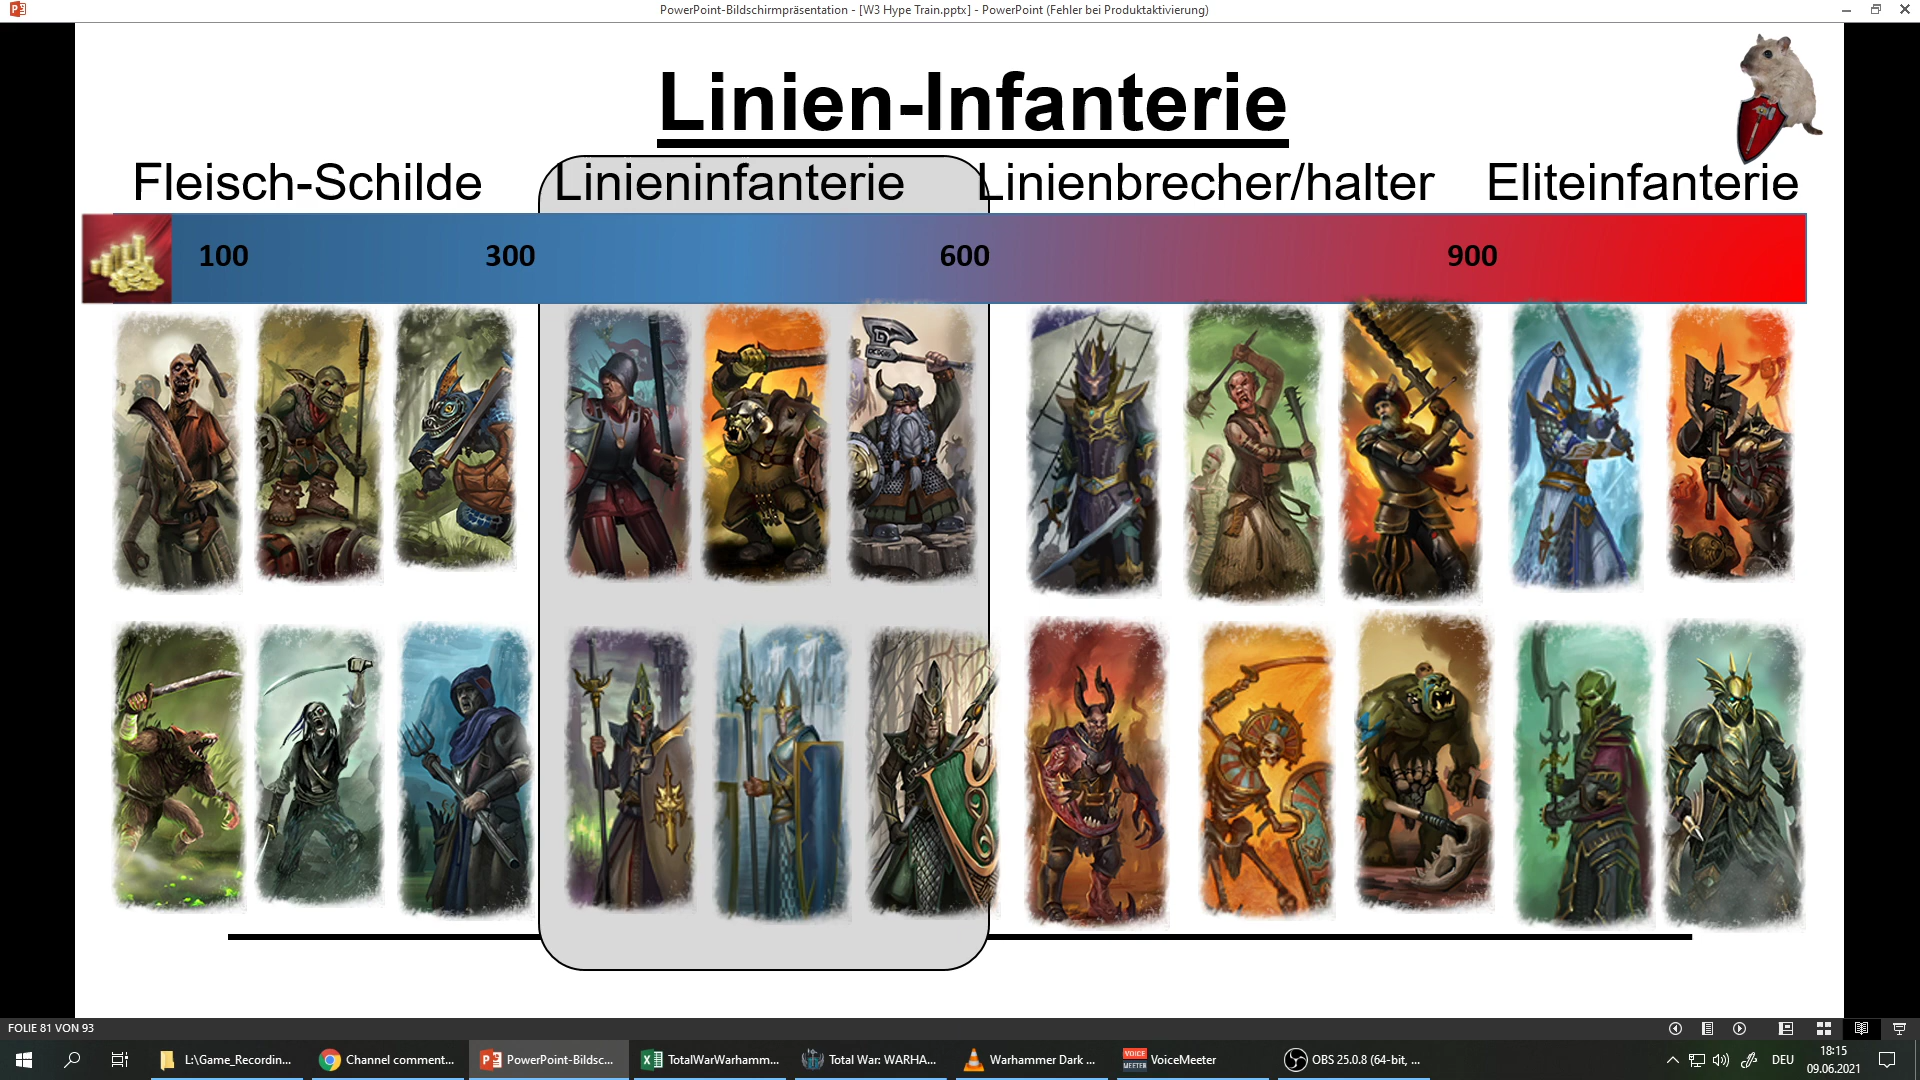 PowerPoint-Bildschirmpräsentation - [W3 Hype Train.pptx] - PowerPoint (Fehler bei Produktaktivierung)
Linien-Infanterie
Fleisch-Schilde Linieninfanterie Linienbrecher/halter Eliteinfanterie
100 300 600 900
FOLIE 81 VON 93
L:\Game_Recordin... Channel comment... PowerPoint-Bildsc... TotalWarWarhamm... Total War: WARHA... Warhammer Dark ... VOICE MEETER VoiceMeeter OBS 25.0.8 (64-bit, ... DEU 18:15
09.06.2021